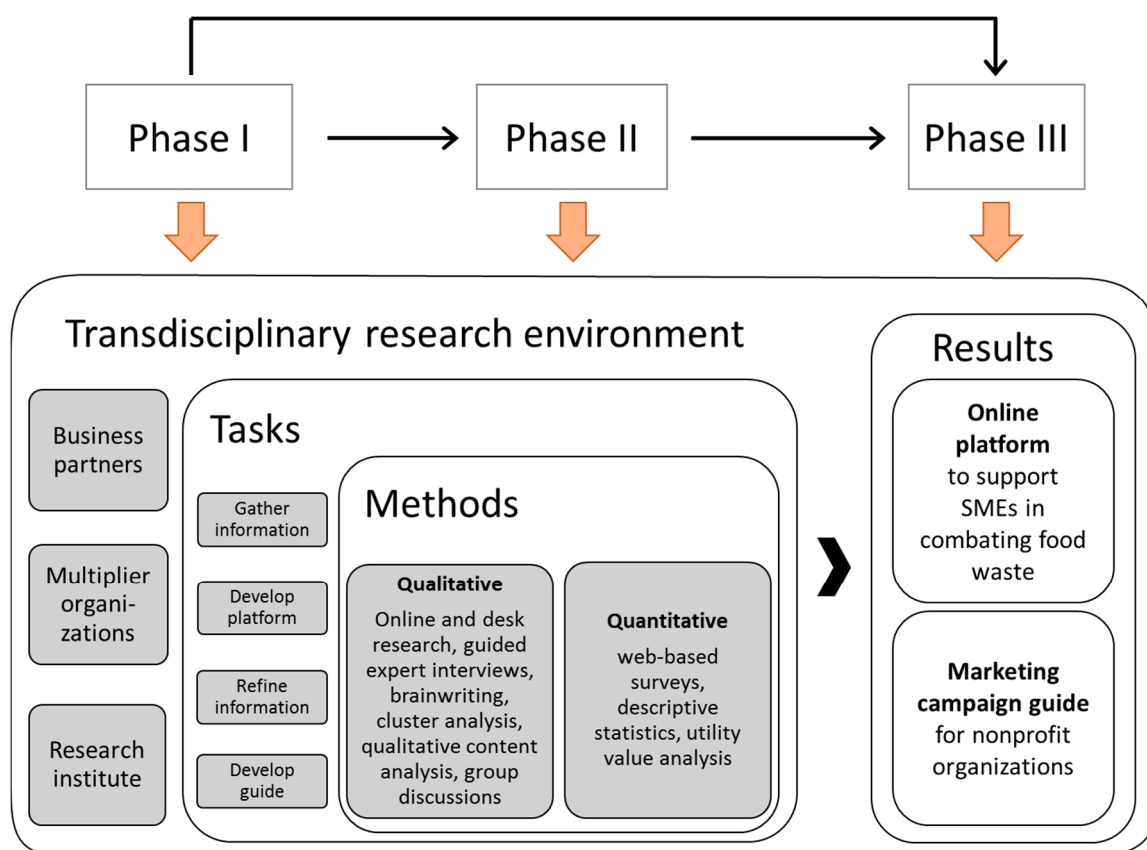 Phase I
Phase II
Phase III
Transdisciplinary research environment
Business
partners
Multiplier
organi-
zations
Research
institute
Tasks
Gather
information
Develop
platform
Refine
information
Develop
guide
Methods
Qualitative
Online and desk
research, guided
expert interviews,
brainwriting,
cluster analysis,
qualitative content
analysis, group
discussions
Quantitative
web-based
surveys,
descriptive
statistics, utility
value analysis
Results
Online
platform
to support
SMEs in
combating food
waste
Marketing
campaign guide
for nonprofit
organizations